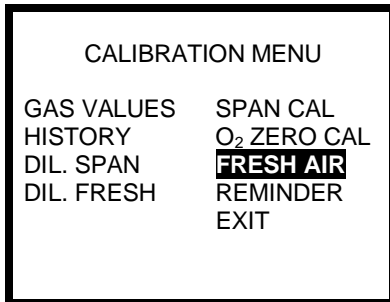 CALIBRATION MENU
GAS VALUES SPAN CAL
HISTORY O₂ ZERO CAL
DIL. SPAN FRESH AIR
DIL. FRESH REMINDER
EXIT